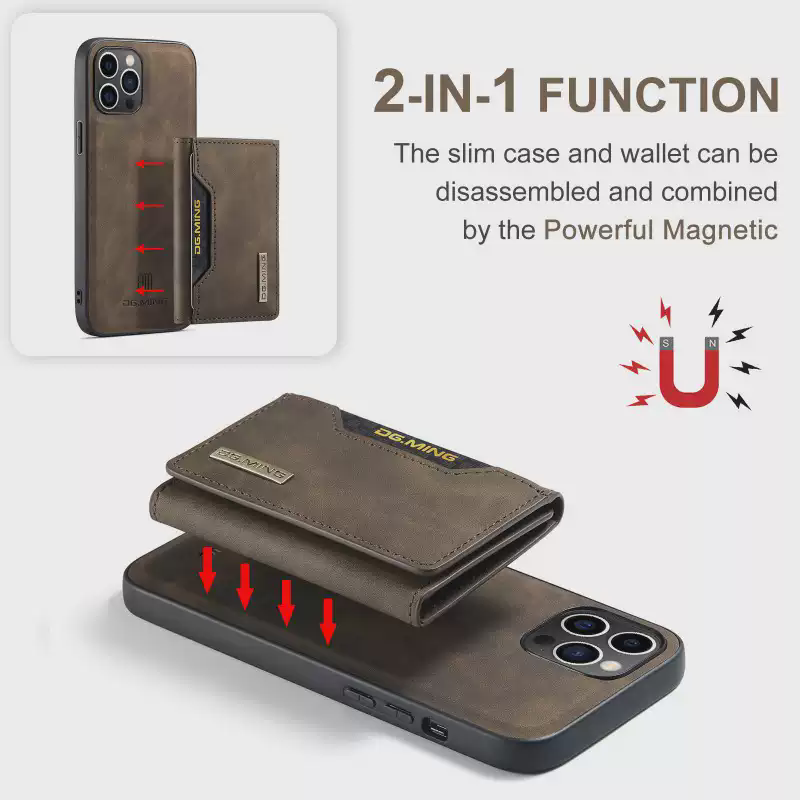 2-IN-1 FUNCTION
The slim case and wallet can be
disassembled and combined
by the Powerful Magnetic
DG.MING
DG.MING
S N
DG.MING
DG.MING